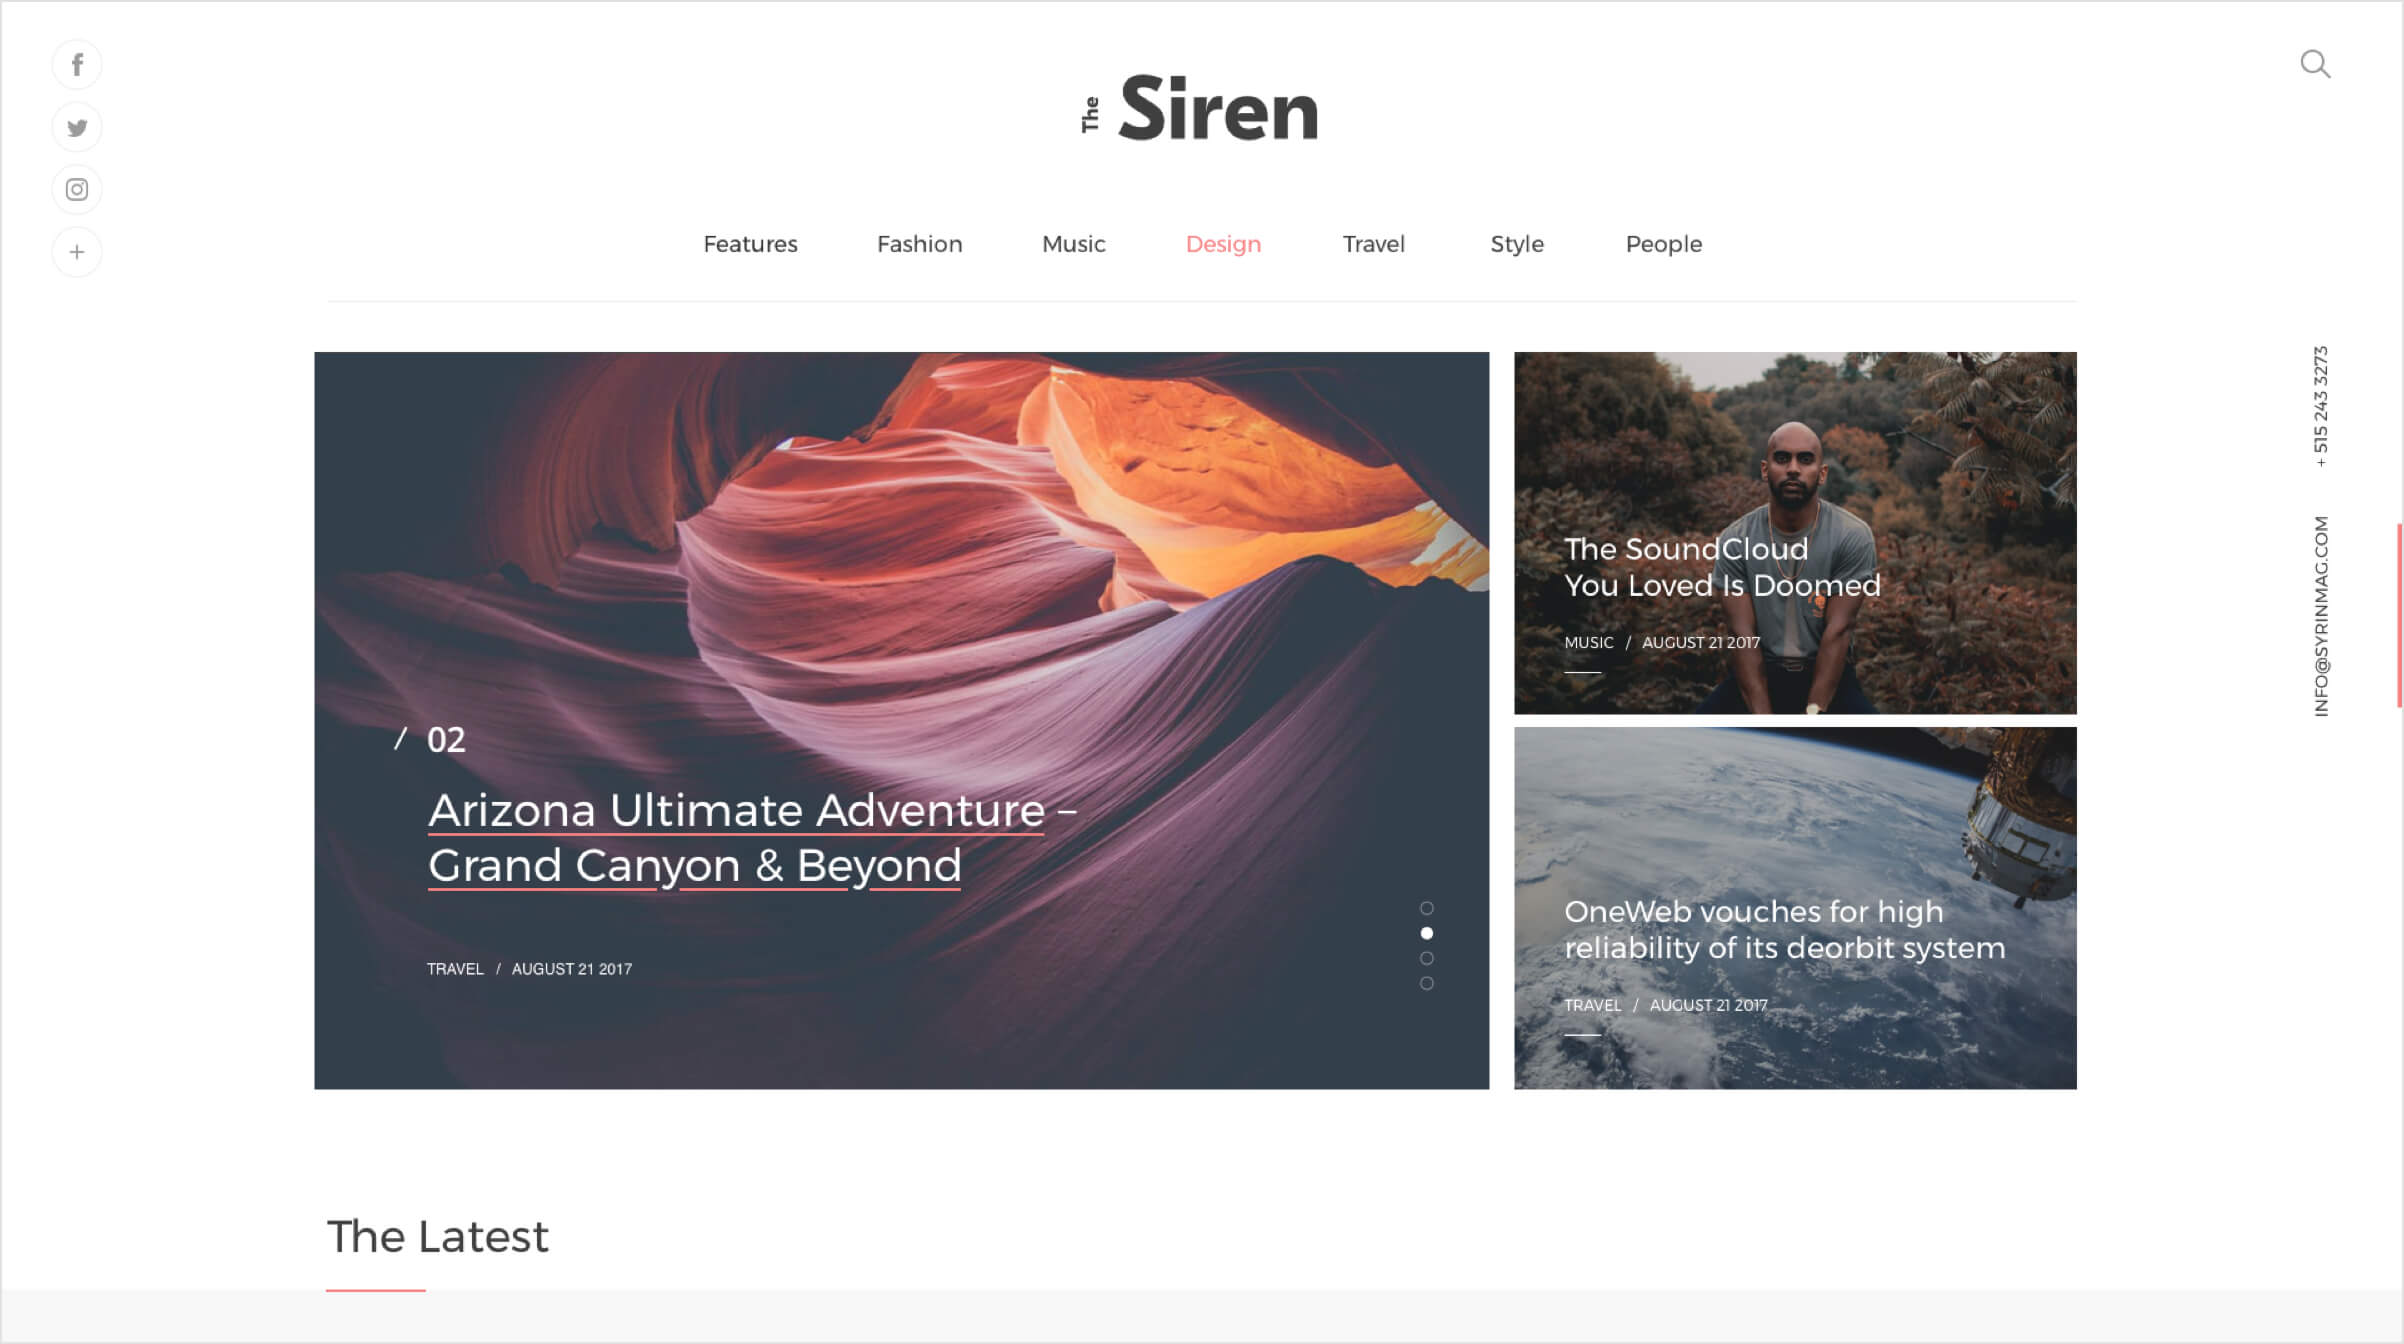 The Siren
Features Fashion Music Design Travel Style People
/ 02
Arizona Ultimate Adventure –
Grand Canyon & Beyond
TRAVEL / AUGUST 21 2017
The SoundCloud
You Loved Is Doomed
MUSIC / AUGUST 21 2017
OneWeb vouches for high
reliability of its deorbit system
TRAVEL / AUGUST 21 2017
+ 515 243 3273
INFO@SYRINMAG.COM
The Latest